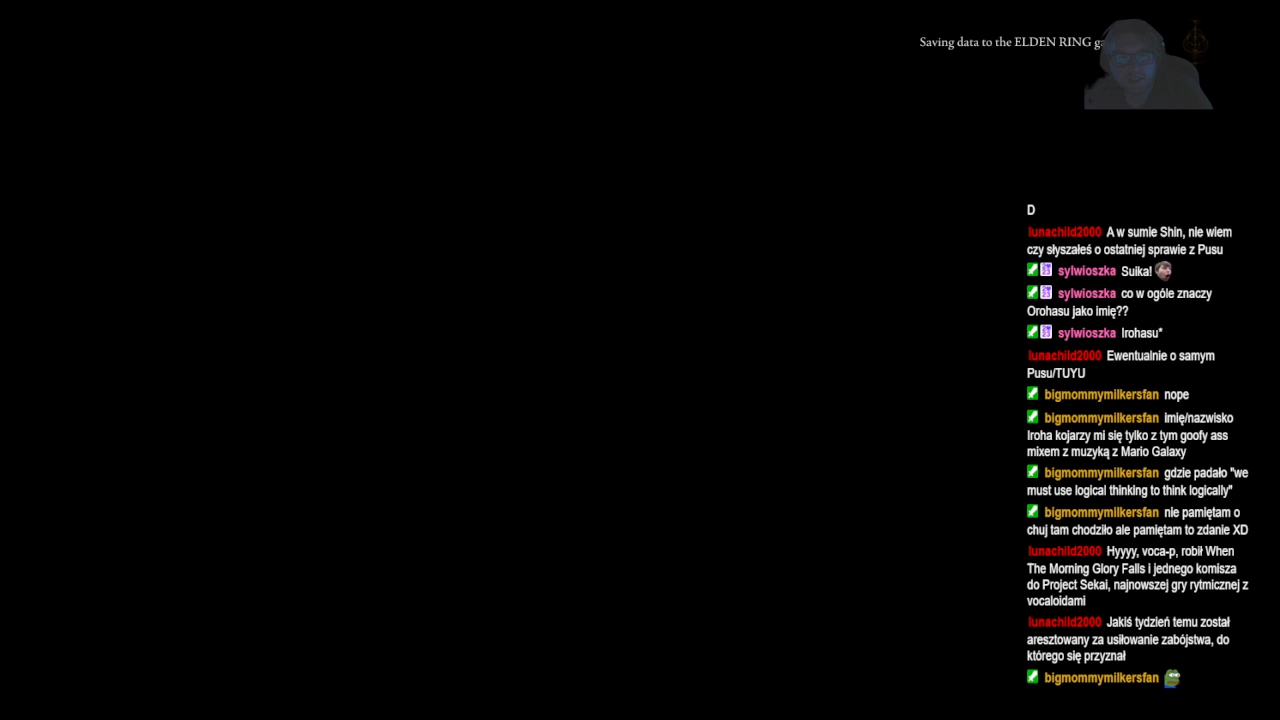 Saving data to the ELDEN RING
D
lunachild2000 A w sumie Shin, nie wiem
czy słyszałeś o ostatniej sprawie z Pusu
sylwioszka Suika!
sylwioszka co w ogóle znaczy
Orohasu jako imię??
sylwioszka Irohasu*
lunachild2000 Ewentualnie o samym
Pusu/TUYU
bigmommymilkersfan nope
bigmommymilkersfan imię/nazwisko
Iroha kojarzy mi się tylko z tym goofy ass
mixem z muzyką z Mario Galaxy
bigmommymilkersfan gdzie padało "we
must use logical thinking to think logically"
bigmommymilkersfan nie pamiętam o
chuj tam chodziło ale pamiętam to zdanie XD
lunachild2000 Hyyyy, voca-p, robił When
The Morning Glory Falls i jednego komisza
do Project Sekai, najnowszej gry rytmicznej z
vocaloidami
lunachild2000 Jakiś tydzień temu został
aresztowany za usiłowanie zabójstwa, do
którego się przyznał
bigmommymilkersfan